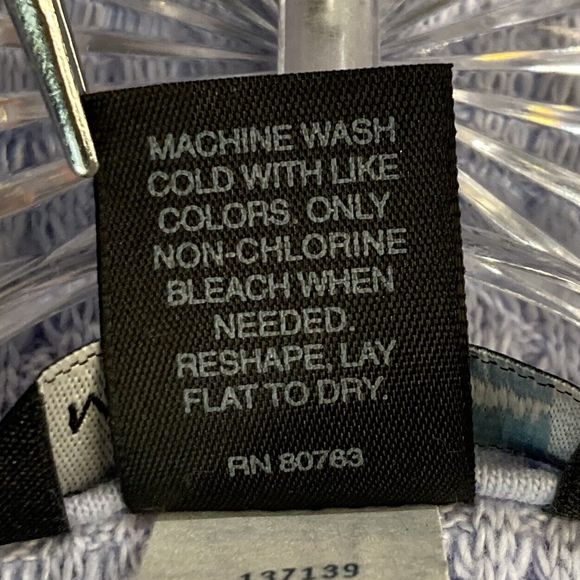 MACHINE WASH
COLD WITH LIKE
COLORS. ONLY
NON-CHLORINE
BLEACH WHEN
NEEDED.
RESHAPE, LAY
FLAT TO DRY.
RN 80763
137139